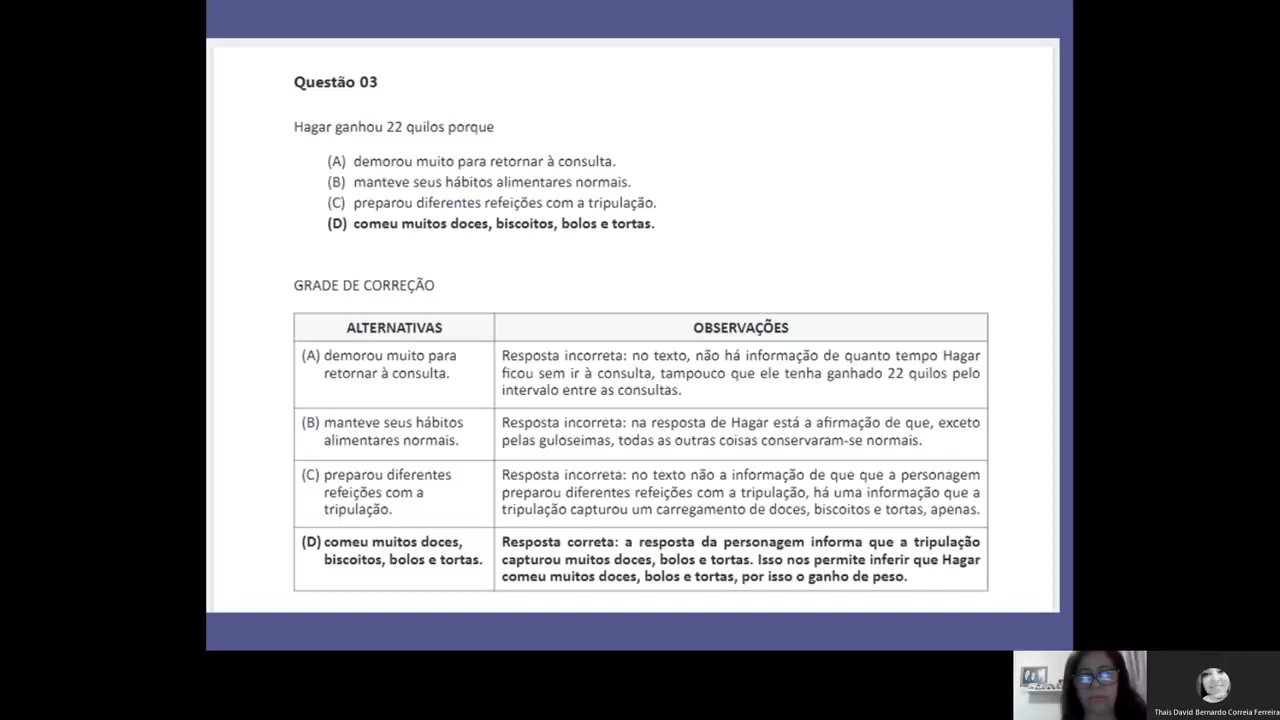 Questão 03
Hagar ganhou 22 quilos porque
(A) demorou muito para retornar à consulta.
(B) manteve seus hábitos alimentares normais.
(C) preparou diferentes refeições com a tripulação.
(D) comeu muitos doces, biscoitos, bolos e tortas.
GRADE DE CORREÇÃO
ALTERNATIVAS
OBSERVAÇÕES
(A) demorou muito para
retornar à consulta.
Resposta incorreta: no texto, não há informação de quanto tempo Hagar
ficou sem ir à consulta, tampouco que ele tenha ganhado 22 quilos pelo
intervalo entre as consultas.
(B) manteve seus hábitos
alimentares normais.
Resposta incorreta: na resposta de Hagar está a afirmação de que, exceto
pelas guloseimas, todas as outras coisas conservaram-se normais.
(C) preparou diferentes
refeições com a
tripulação.
Resposta incorreta: no texto não a informação de que que a personagem
preparou diferentes refeições com a tripulação, há uma informação que a
tripulação capturou um carregamento de doces, biscoitos e tortas, apenas.
(D) comeu muitos doces,
biscoitos, bolos e tortas.
Resposta correta: a resposta da personagem informa que a tripulação
capturou muitos doces, bolos e tortas. Isso nos permite inferir que Hagar
comeu muitos doces, bolos e tortas, por isso o ganho de peso.
Thais David Bernardo Correia Ferreira